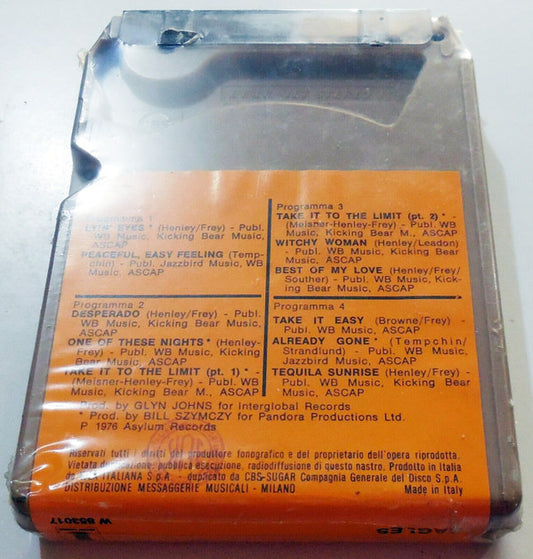 Programma 1
LYIN' EYES * (Henley/Frey) - Publ.
WB Music, Kicking Bear Music,
ASCAP
PEACEFUL, EASY FEELING (Temp-
chin) - Publ. Jazzbird Music, WB
Music, ASCAP
Programma 2
DESPERADO (Henley/Frey) - Publ.
WB Music, Kicking Bear Music,
ASCAP
ONE OF THESE NIGHTS * (Henley-
Frey) - Publ. WB Music, Kicking
Bear Music, ASCAP
TAKE IT TO THE LIMIT (pt. 1) * -
(Meisner-Henley-Frey) - Publ. WB
Music, Kicking Bear M., ASCAP
Programma 3
TAKE IT TO THE LIMIT (pt. 2) * -
(Meisner-Henley/Frey) - Publ. WB
Music, Kicking Bear M., ASCAP
WITCHY WOMAN (Henley/Leadon)
- Publ. WB Music, Kicking Bear
Music, ASCAP
BEST OF MY LOVE (Henley/Frey/
Souther) - Publ. WB Music, Kick-
ing Bear Music, ASCAP
Programma 4
TAKE IT EASY (Browne/Frey) -
Publ. WB Music, ASCAP
ALREADY GONE * (Tempchin/
Strandlund) - Publ. WB Music,
Jazzbird Music, ASCAP
TEQUILA SUNRISE (Henley/Frey) -
Publ. WB Music, Kicking Bear
Music, ASCAP
Prod. by GLYN JOHNS for Interglobal Records
* Prod. by BILL SZYMCZY for Pandora Productions Ltd.
P 1976 Asylum Records
Riservati tutti i diritti del produttore fonografico e del proprietario dell'opera riprodotta.
Vietata duplicazione, pubblica esecuzione, radiodiffusione di questo nastro. Prodotto in Italia
da ITALIANA S.p.A. - duplicato da CBS-SUGAR Compagnia Generale del Disco S.p.A.
DISTRIBUZIONE MESSAGGERIE MUSICALI - MILANO Made in Italy
W 853017
EAGLES